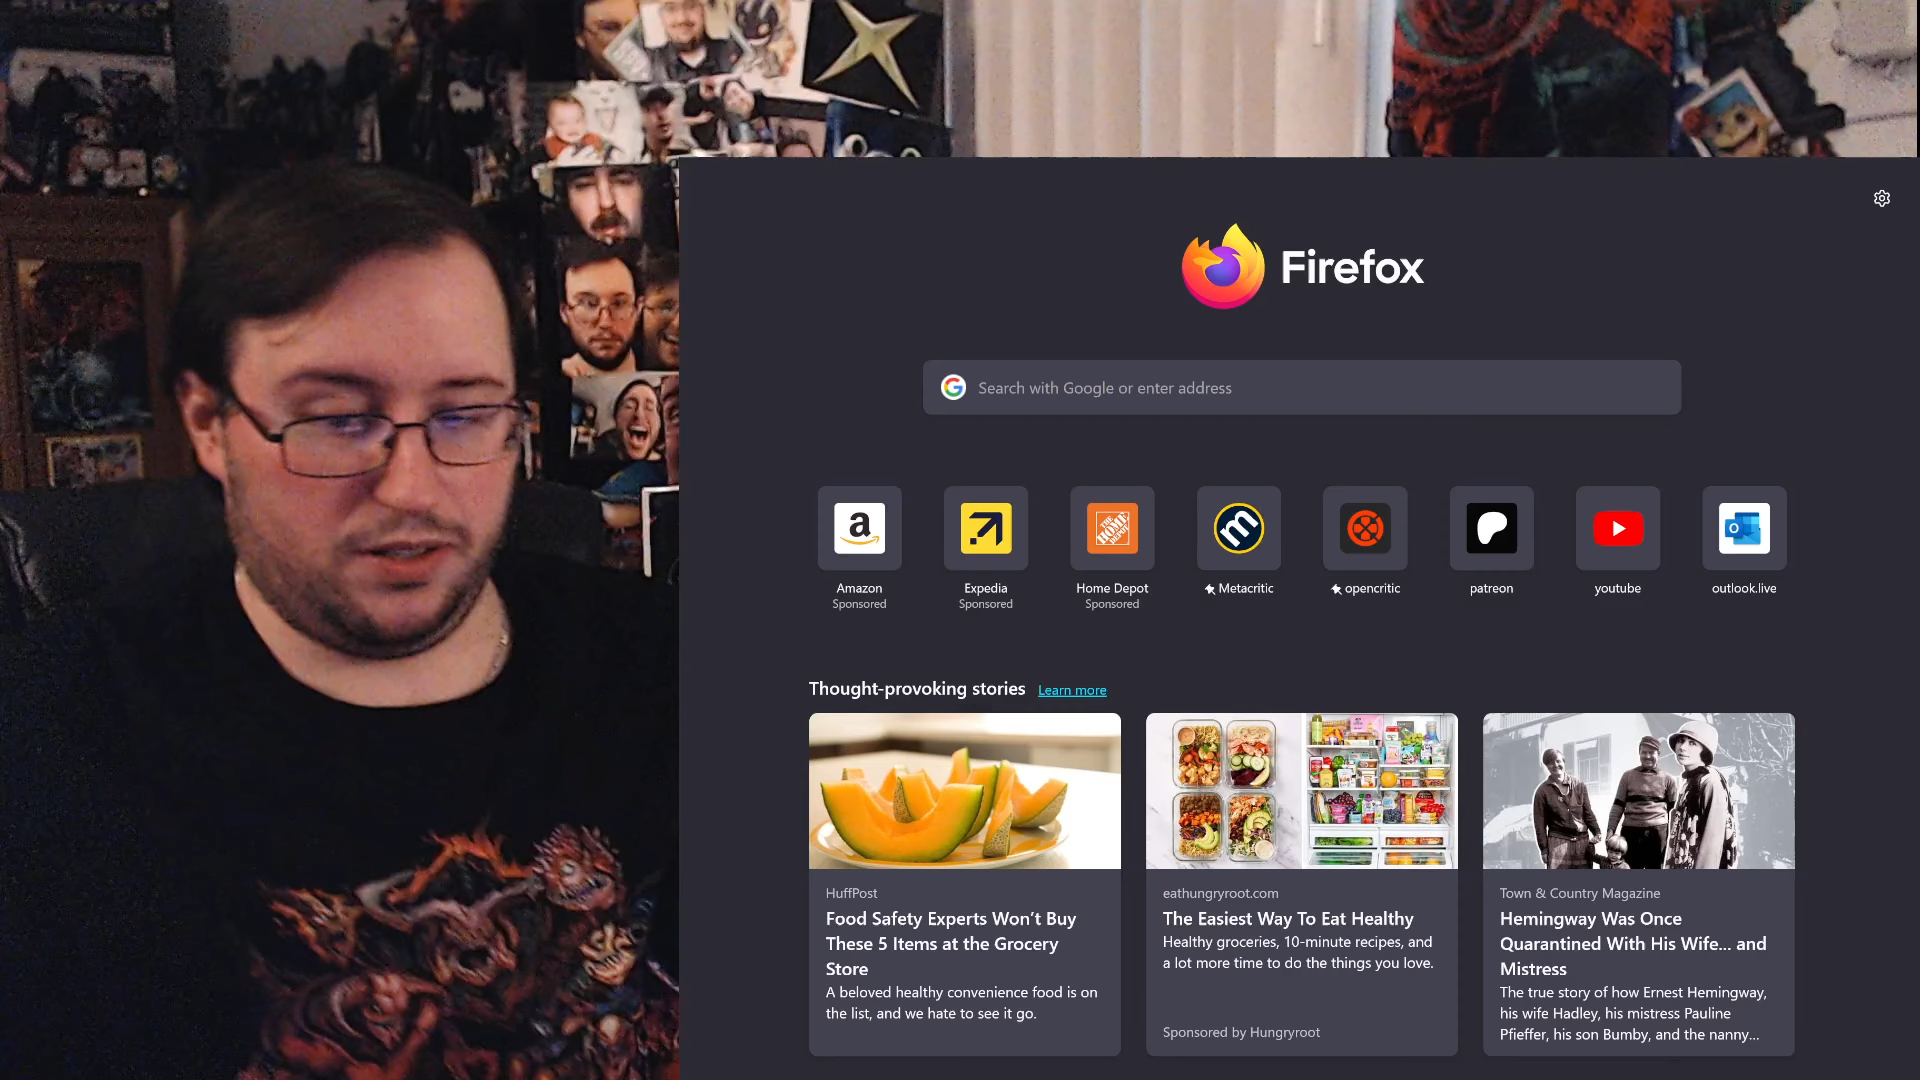 Firefox
Search with Google or enter address
a
THE HOME DEPOT
m
O
Amazon
Expedia
Home Depot
Metacritic
opencritic
patreon
youtube
outlook.live
Sponsored
Sponsored
Sponsored
Thought-provoking stories Learn more
HuffPost
Food Safety Experts Won’t Buy
These 5 Items at the Grocery
Store
A beloved healthy convenience food is on
the list, and we hate to see it go.
eathungryroot.com
The Easiest Way To Eat Healthy
Healthy groceries, 10-minute recipes, and
a lot more time to do the things you love.
Sponsored by Hungryroot
Town & Country Magazine
Hemingway Was Once
Quarantined With His Wife... and
Mistress
The true story of how Ernest Hemingway,
his wife Hadley, his mistress Pauline
Pfieffer, his son Bumby, and the nanny...